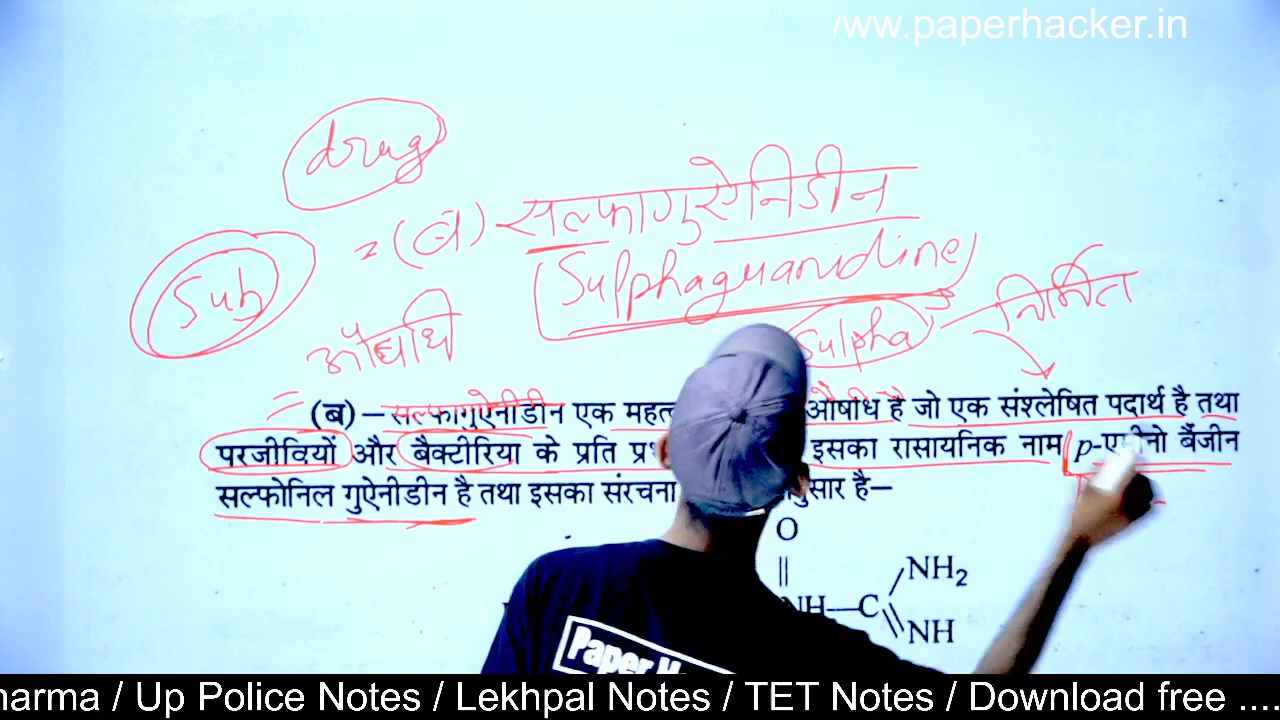 www.paperhacker.in
drug
= (ब) सल्फागुऐनिडीन
Sub
(Sulphaguanidine)
औषधि
Sulpha
निर्मित
= (ब)–सल्फागुऐनीडीन एक औषधि है जो एक संश्लेषित पदार्थ है तथा
परजीवियों और बैक्टीरिया के प्रति इसका रासायनिक नाम p- बैंजीन
सल्फोनिल गुऐनीडीन है तथा इसका संरचना है–
O
NH2
NH—C
NH
Paper
harma / Up Police Notes / Lekhpal Notes / TET Notes / Download free ....